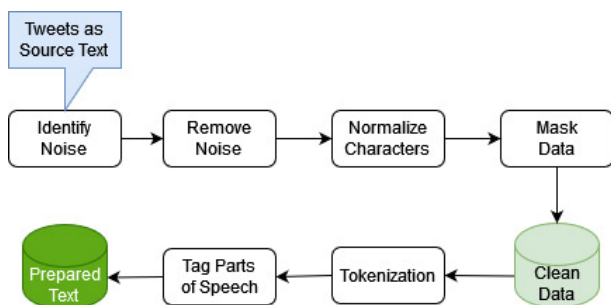 Tweets as
Source Text
Identify
Noise
Remove
Noise
Normalize
Characters
Mask
Data
Clean
Data
Tokenization
Tag Parts
of Speech
Prepared
Text